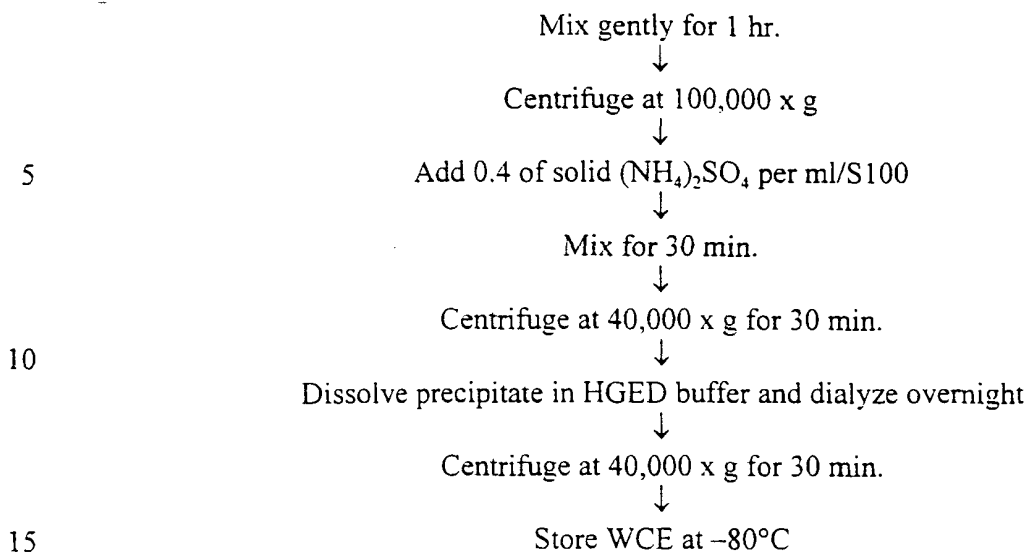 Mix gently for 1 hr.
↓
Centrifuge at 100,000 x g
↓
5 Add 0.4 of solid (NH₄)₂SO₄ per ml/S100
↓
Mix for 30 min.
↓
Centrifuge at 40,000 x g for 30 min.
10 ↓
Dissolve precipitate in HGED buffer and dialyze overnight
↓
Centrifuge at 40,000 x g for 30 min.
↓
15 Store WCE at –80°C